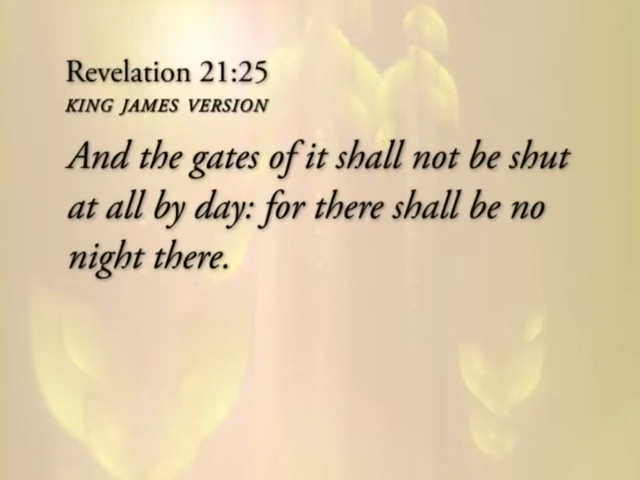 Revelation 21:25
KING JAMES VERSION
And the gates of it shall not be shut
at all by day: for there shall be no
night there.